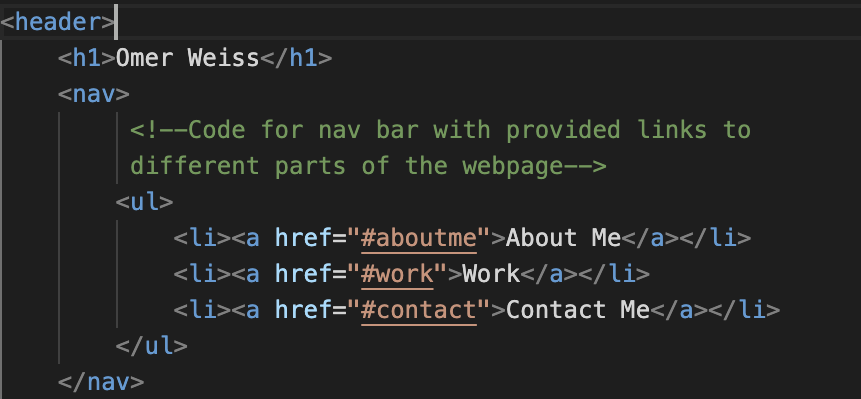 <header>
<h1>Omer Weiss</h1>
<nav>
<!--Code for nav bar with provided links to
different parts of the webpage-->
<ul>
<li><a href="#aboutme">About Me</a></li>
<li><a href="#work">Work</a></li>
<li><a href="#contact">Contact Me</a></li>
</ul>
</nav>